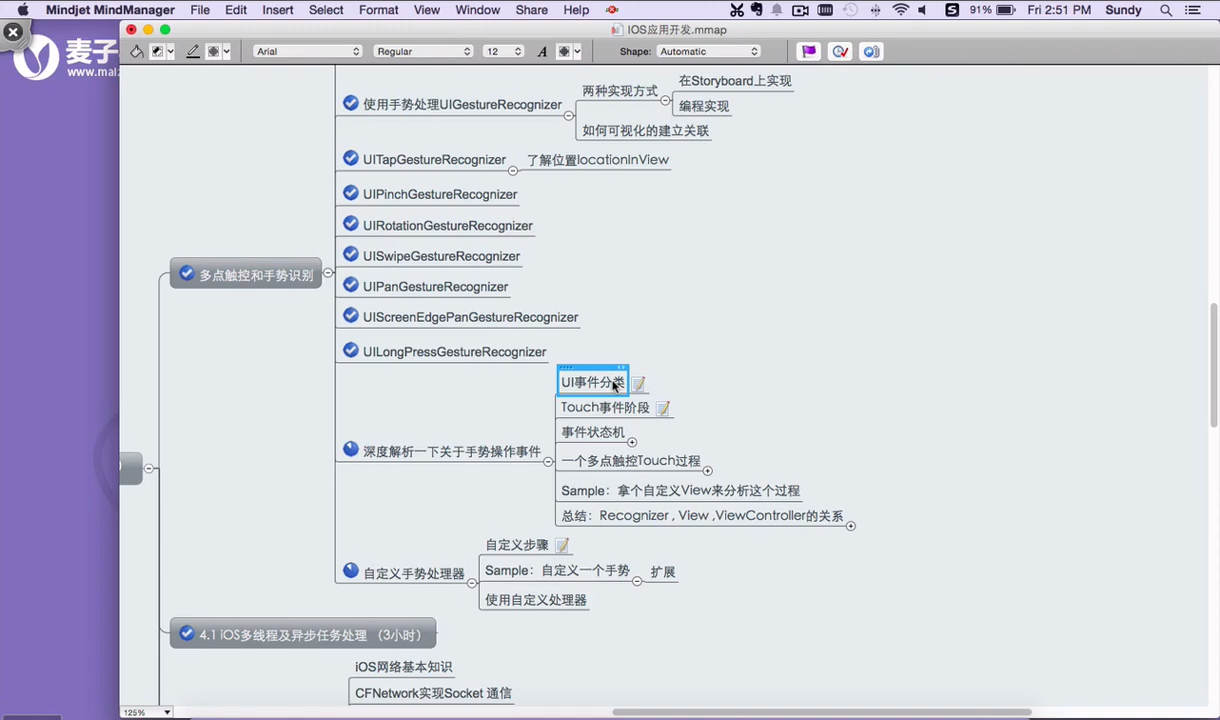 Mindjet MindManager File Edit Insert Select Format View Window Share Help 91% Fri 2:51 PM Sundy
IOS应用开发.mmap
Arial Regular 12 A Shape: Automatic
麦子
在Storyboard上实现
两种实现方式
使用手势处理UIGestureRecognizer
编程实现
如何可视化的建立关联
UITapGestureRecognizer
了解位置locationInView
UIPinchGestureRecognizer
UIRotationGestureRecognizer
UISwipeGestureRecognizer
多点触控和手势识别
UIPanGestureRecognizer
UIScreenEdgePanGestureRecognizer
UILongPressGestureRecognizer
UI事件分类
Touch事件阶段
事件状态机
深度解析一下关于手势操作事件
一个多点触控Touch过程
Sample：拿个自定义View来分析这个过程
总结：Recognizer , View ,ViewController的关系
自定义步骤
自定义手势处理器
Sample：自定义一个手势
扩展
使用自定义处理器
4.1 iOS多线程及异步任务处理 （3小时）
iOS网络基本知识
CFNetwork实现Socket 通信
125%